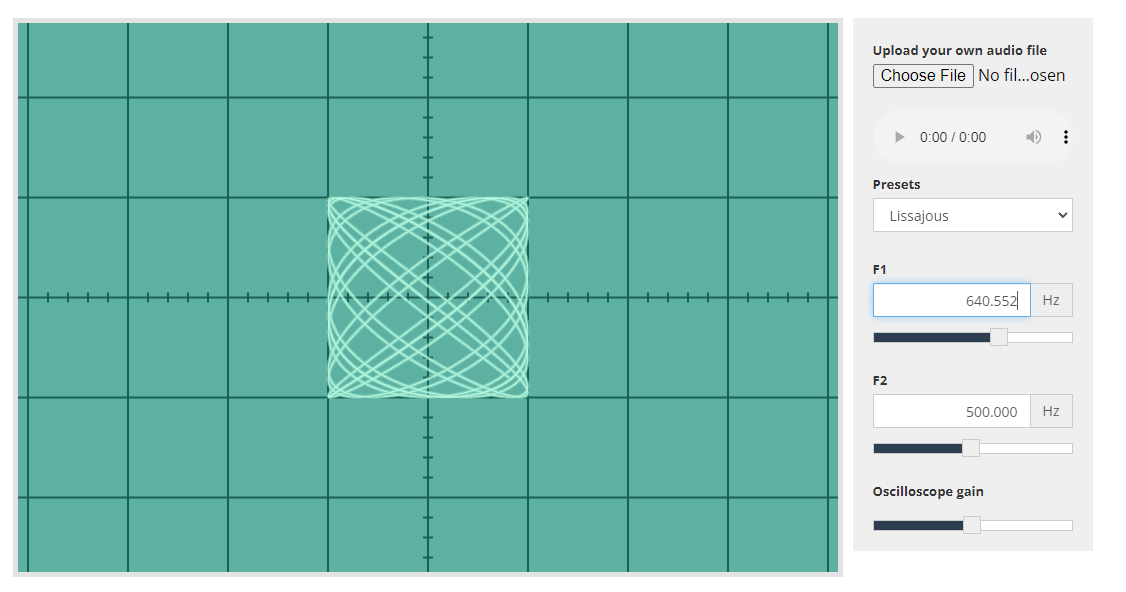 Upload your own audio file
Choose File No fil...osen
0:00 / 0:00
Presets
Lissajous
F1
640.552 Hz
F2
500.000 Hz
Oscilloscope gain